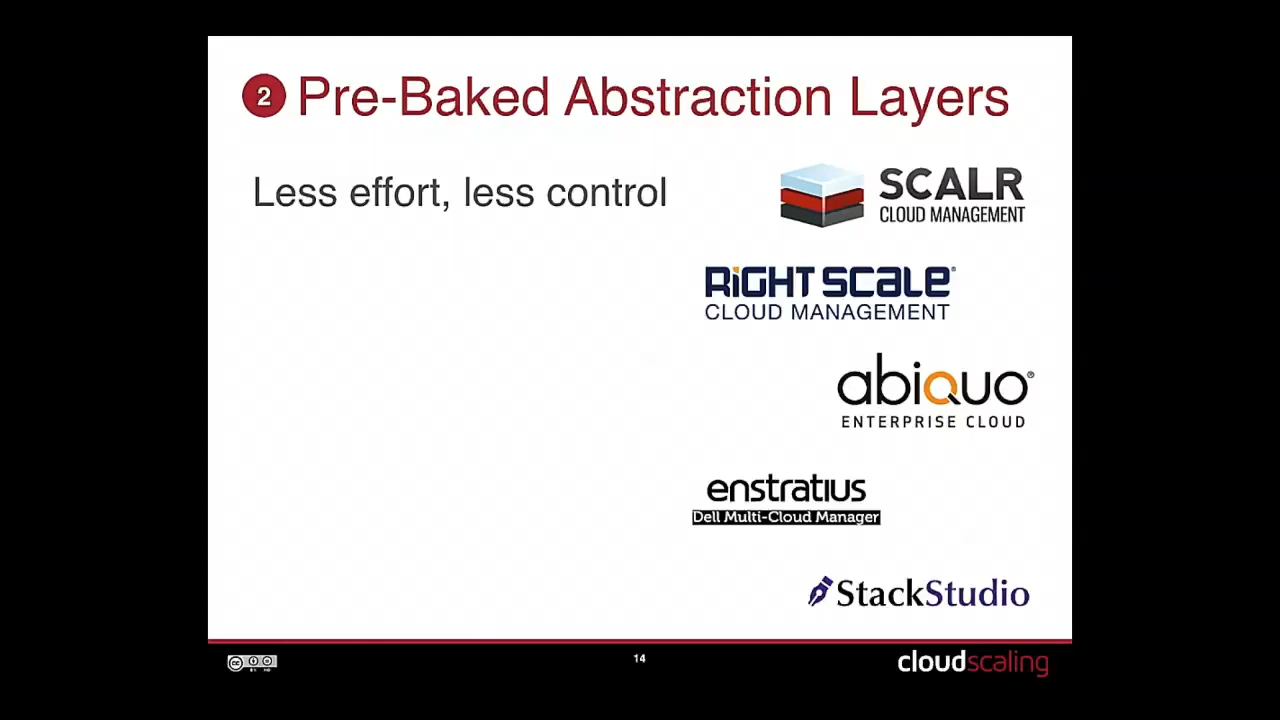 2 Pre-Baked Abstraction Layers
Less effort, less control
SCALR
CLOUD MANAGEMENT
RiGHT SCALE®
CLOUD MANAGEMENT
abiQuo®
ENTERPRISE CLOUD
enstratius
Dell Multi-Cloud Manager
StackStudio
cc
14
cloudscaling